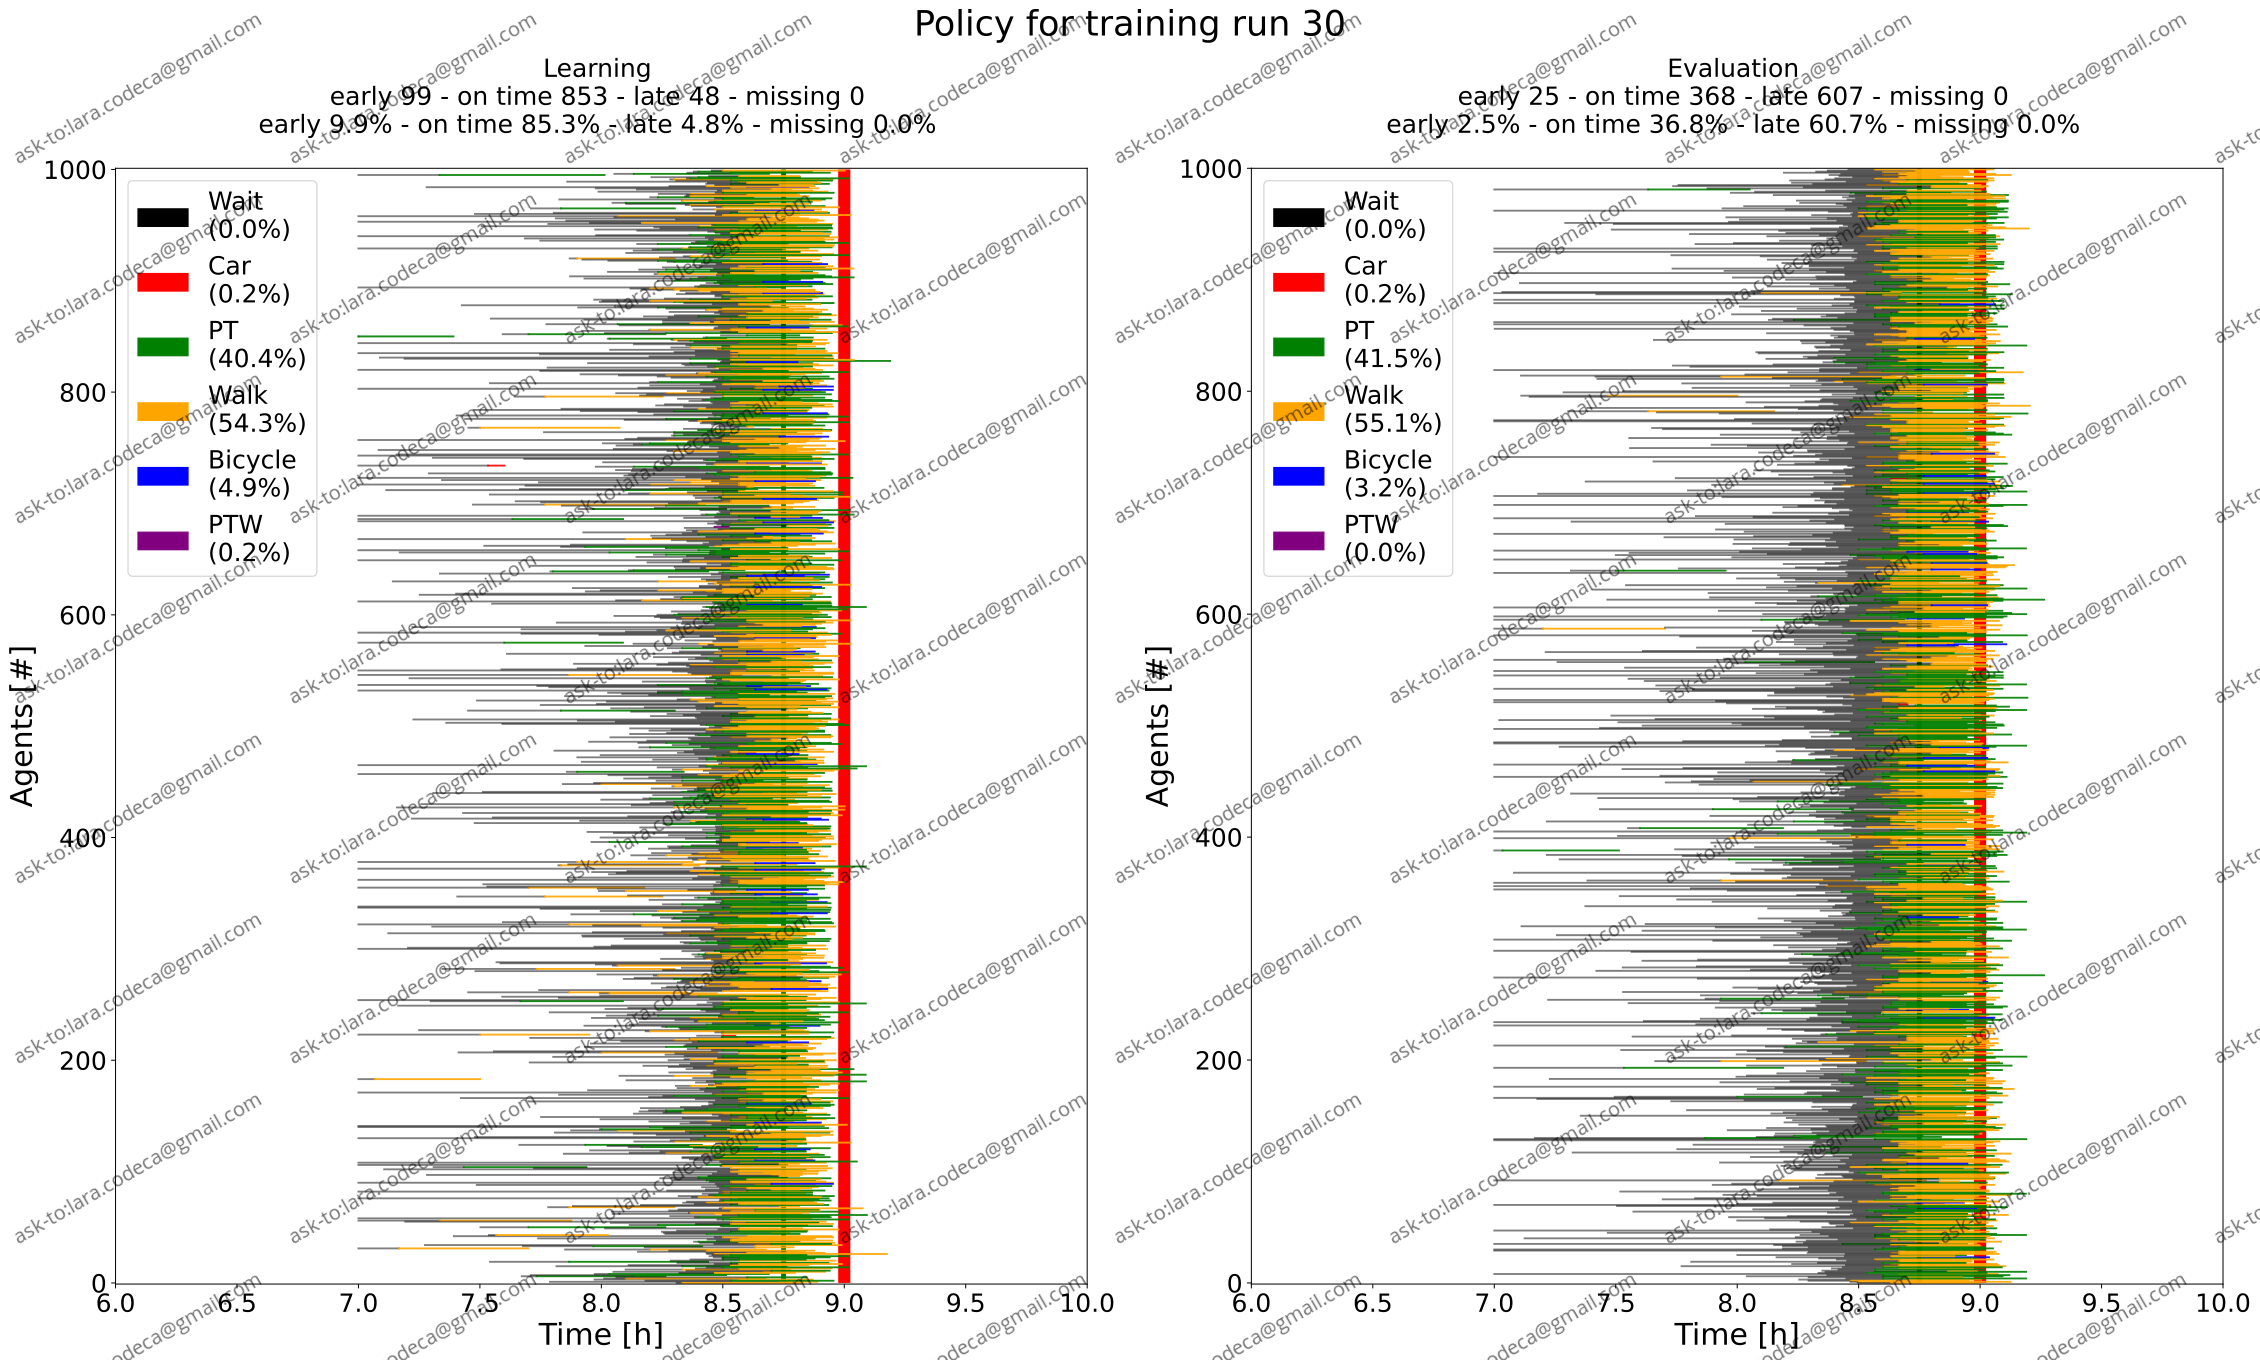 Policy for training run 30
Learning
early 99 - on time 853 - late 48 - missing 0
early 9.9% - on time 85.3% - late 4.8% - missing 0.0%
Agents [#]
1000
800
600
400
200
0
Wait
(0.0%)
Car
(0.2%)
PT
(40.4%)
Walk
(54.3%)
Bicycle
(4.9%)
PTW
(0.2%)
6.0 6.5 7.0 7.5 8.0 8.5 9.0 9.5 10.0
Time [h]
Evaluation
early 25 - on time 368 - late 607 - missing 0
early 2.5% - on time 36.8% - late 60.7% - missing 0.0%
Agents [#]
1000
800
600
400
200
0
Wait
(0.0%)
Car
(0.2%)
PT
(41.5%)
Walk
(55.1%)
Bicycle
(3.2%)
PTW
(0.0%)
6.0 6.5 7.0 7.5 8.0 8.5 9.0 9.5 10.0
Time [h]
ask-to:lara.codeca@gmail.com